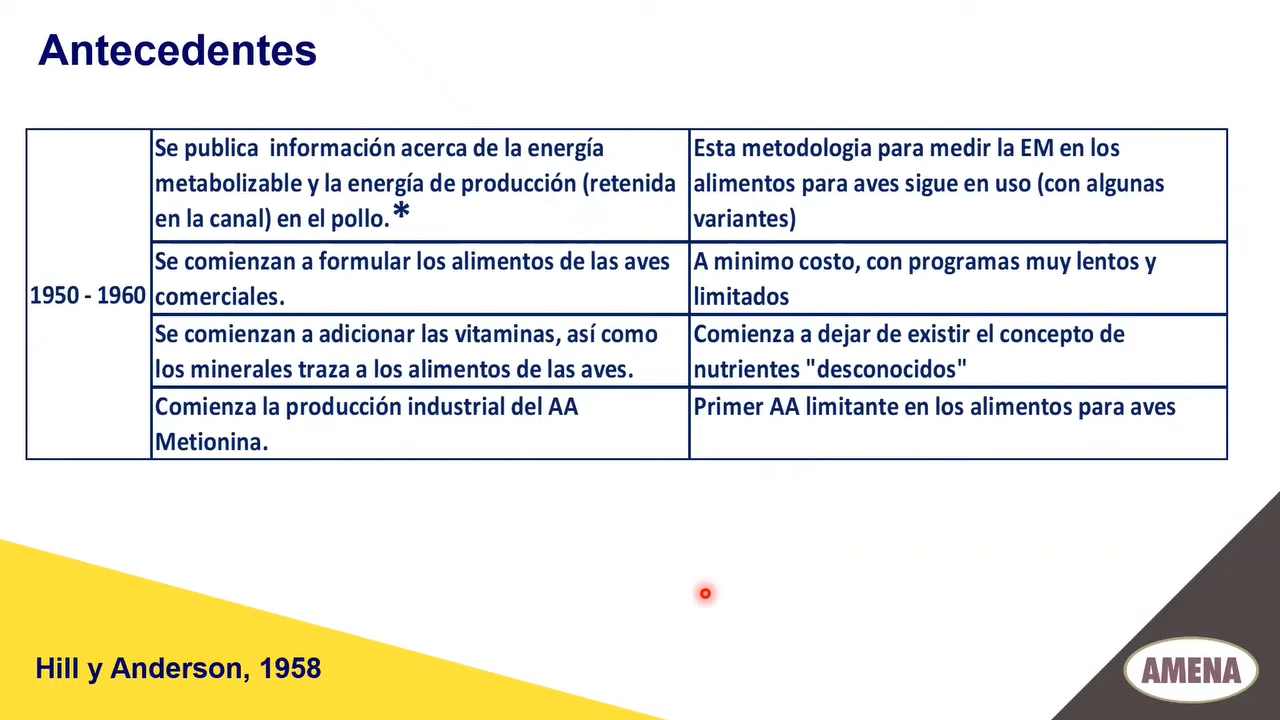 Antecedentes
1950 - 1960
Se publica información acerca de la energía
metabolizable y la energía de producción (retenida
en la canal) en el pollo.*
Esta metodologia para medir la EM en los
alimentos para aves sigue en uso (con algunas
variantes)
Se comienzan a formular los alimentos de las aves
comerciales.
A minimo costo, con programas muy lentos y
limitados
Se comienzan a adicionar las vitaminas, así como
los minerales traza a los alimentos de las aves.
Comienza a dejar de existir el concepto de
nutrientes "desconocidos"
Comienza la producción industrial del AA
Metionina.
Primer AA limitante en los alimentos para aves
Hill y Anderson, 1958
AMENA